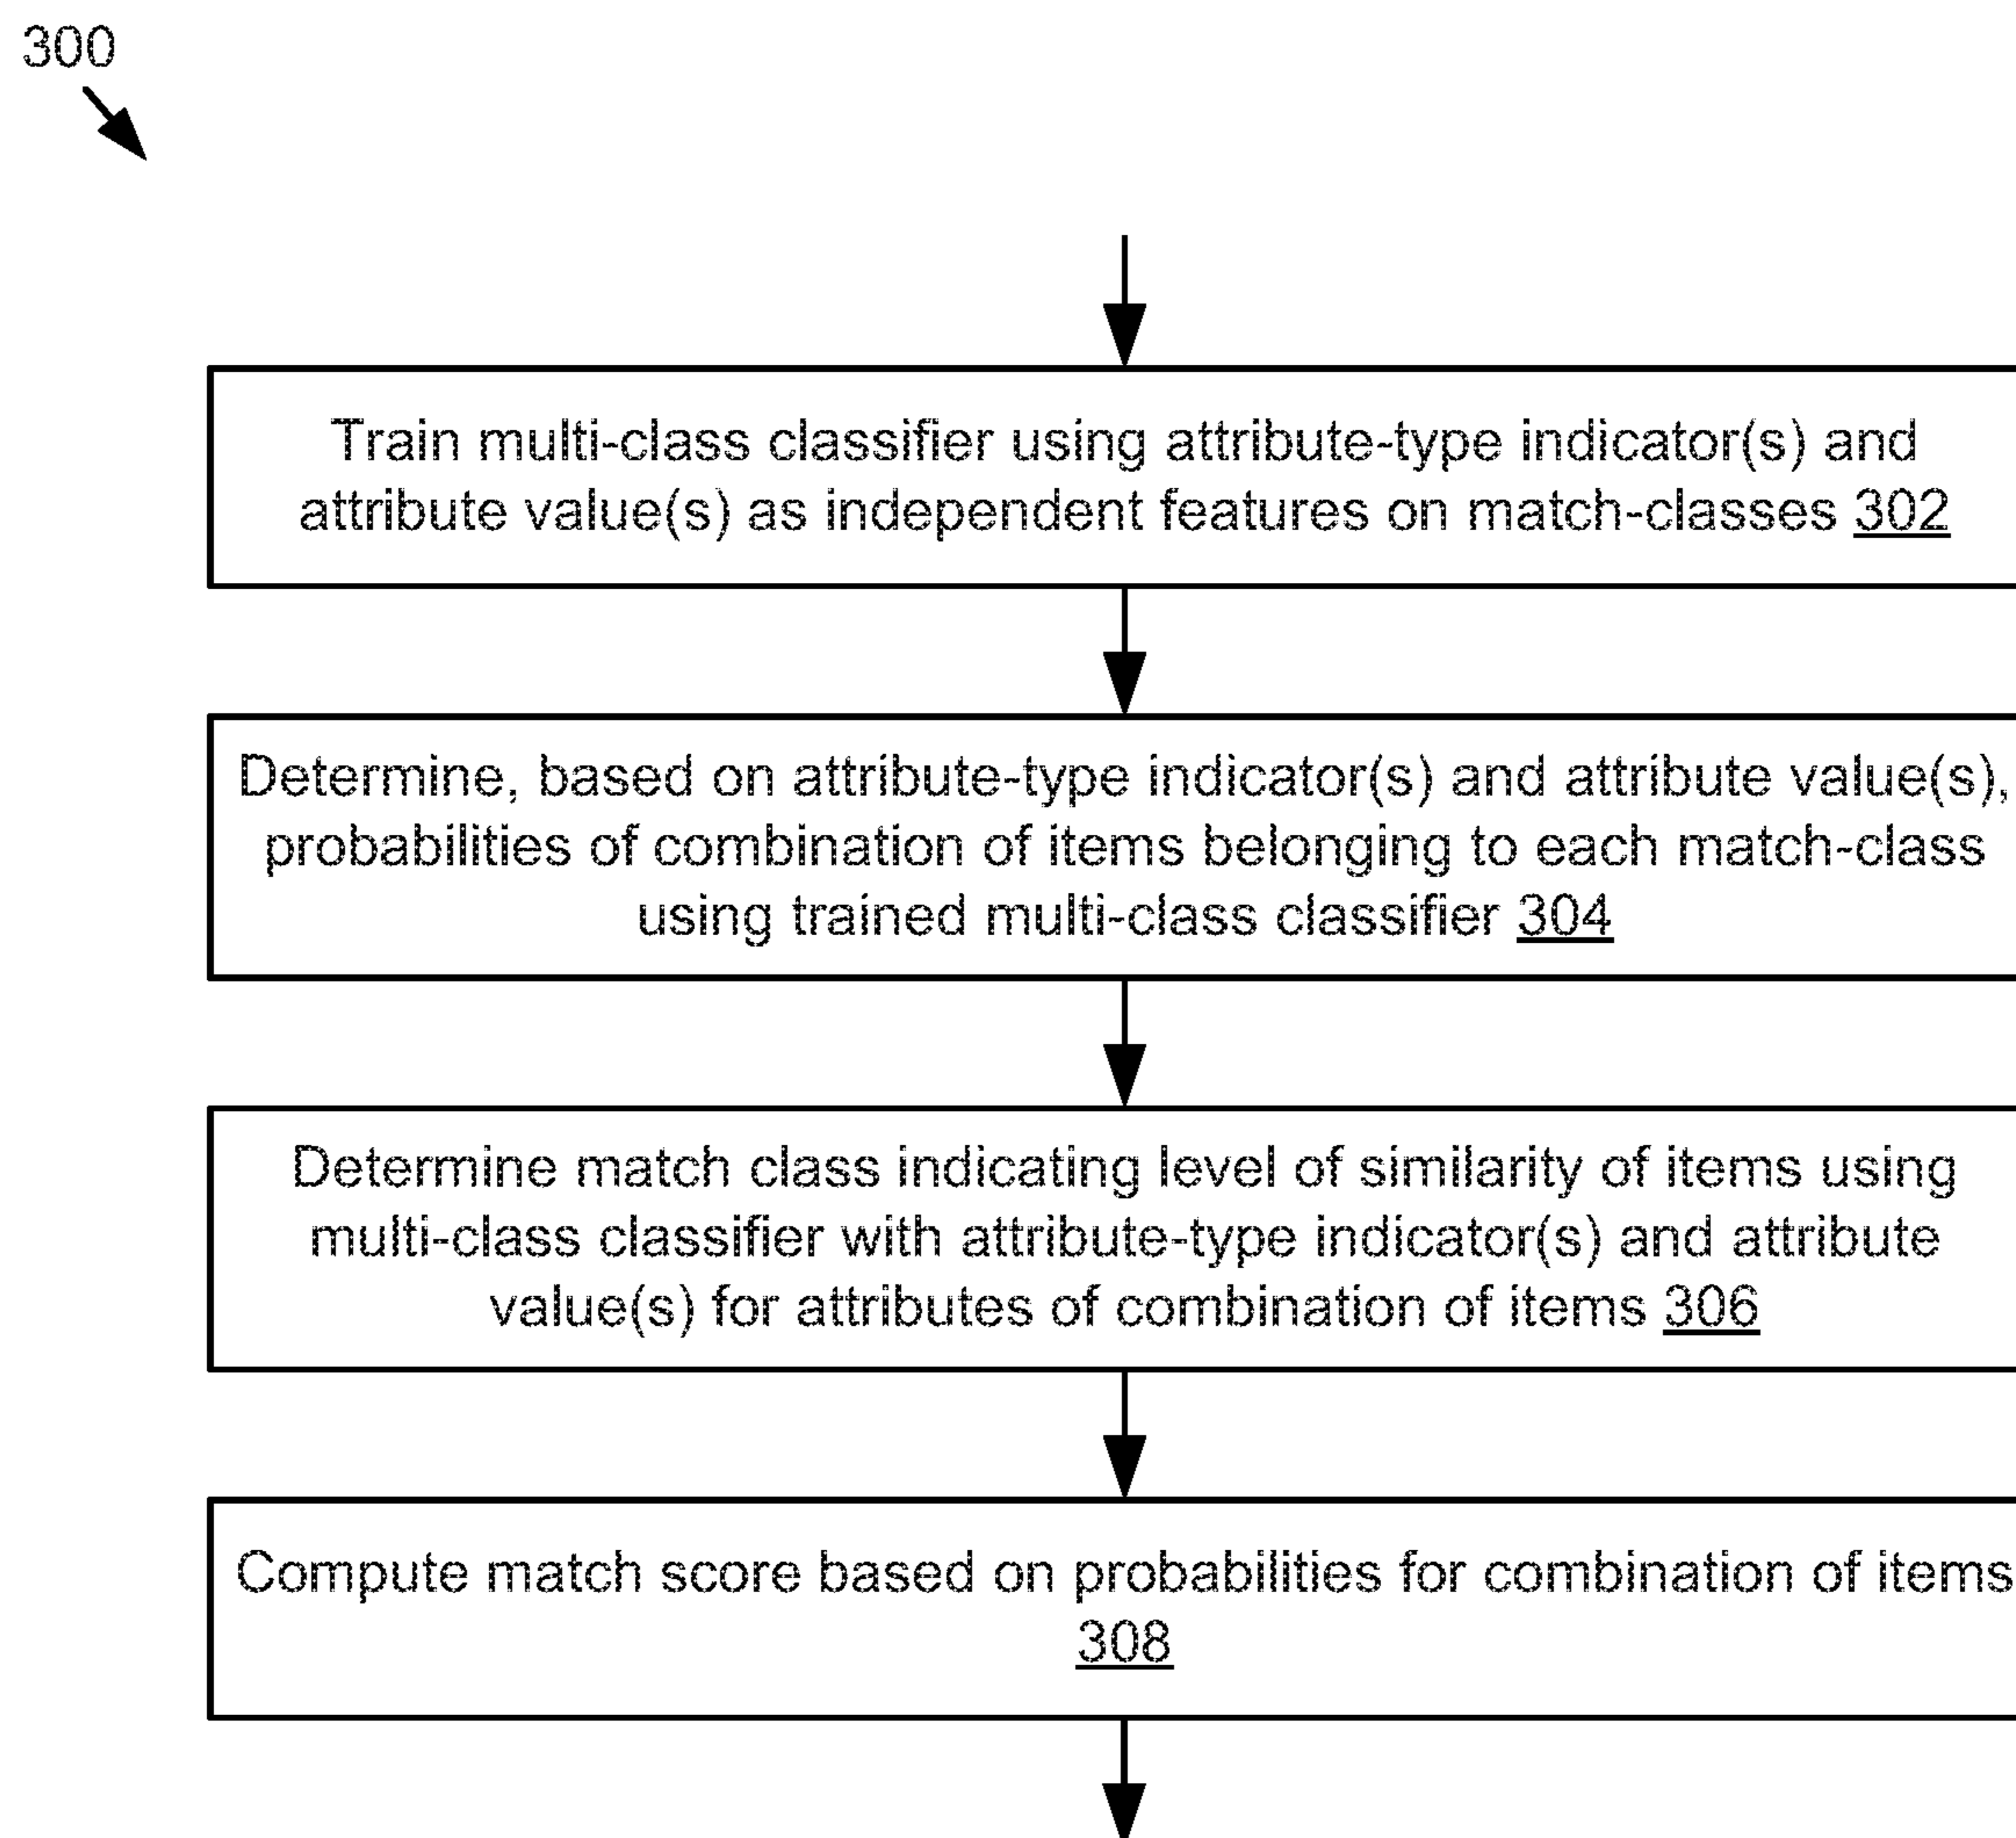 300
Train multi-class classifier using attribute-type indicator(s) and
attribute value(s) as independent features on match-classes 302
Determine, based on attribute-type indicator(s) and attribute value(s),
probabilities of combination of items belonging to each match-class
using trained multi-class classifier 304
Determine match class indicating level of similarity of items using
multi-class classifier with attribute-type indicator(s) and attribute
value(s) for attributes of combination of items 306
Compute match score based on probabilities for combination of items
308